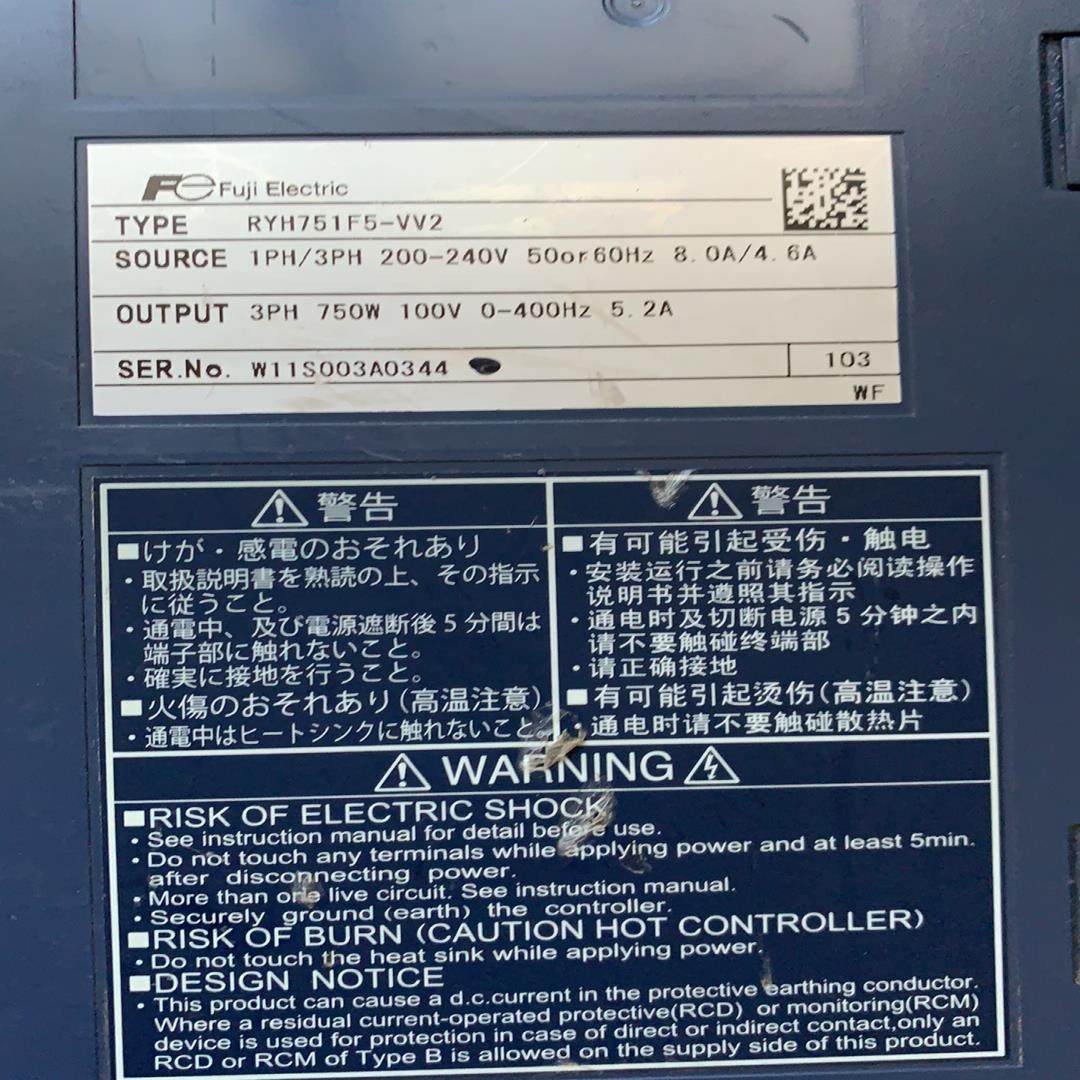 Fuji Electric
TYPE RYH751F5-VV2
SOURCE 1PH/3PH 200-240V 50or60Hz 8.0A/4.6A
OUTPUT 3PH 750W 100V 0-400Hz 5.2A
SER.No. W11S003A0344 103
WF
警告
■けが・感電のおそれあり
・取扱説明書を熟読の上、その指示
に従うこと。
・通電中、及び電源遮断後5分間は
端子部に触れないこと。
・確実に接地を行うこと。
■火傷のおそれあり(高温注意)
・通電中はヒートシンクに触れないこと。
警告
■有可能引起受伤・触电
・安装运行之前请务必阅读操作
说明书并遵照其指示
・通电时及切断电源5分钟之内
请不要触碰终端部
・请正确接地
■有可能引起烫伤(高温注意)
・通电时请不要触碰散热片
WARNING
■RISK OF ELECTRIC SHOCK
・See instruction manual for detail before use.
・Do not touch any terminals while applying power and at least 5min.
after disconnecting power.
・More than one live circuit. See instruction manual.
・Securely ground (earth) the controller.
■RISK OF BURN (CAUTION HOT CONTROLLER)
・Do not touch the heat sink while applying power.
■DESIGN NOTICE
・This product can cause a d.c.current in the protective earthing conductor.
Where a residual current-operated protective(RCD) or monitoring(RCM)
device is used for protection in case of direct or indirect contact,only an
RCD or RCM of Type B is allowed on the supply side of this product.